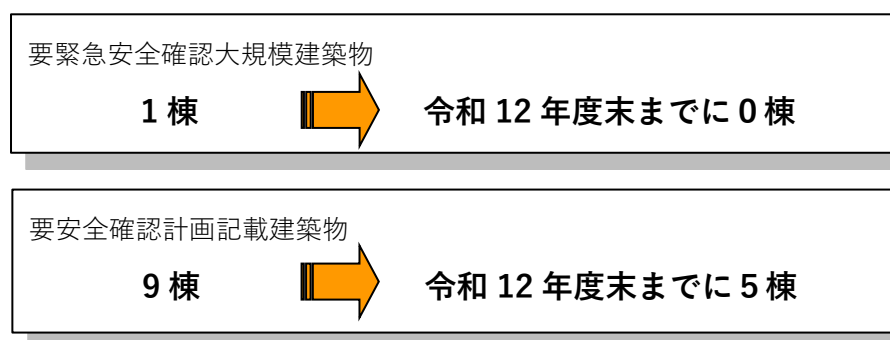 要緊急安全確認大規模建築物
1 棟 令和 12 年度末までに 0 棟
要安全確認計画記載建築物
9 棟 令和 12 年度末までに 5 棟